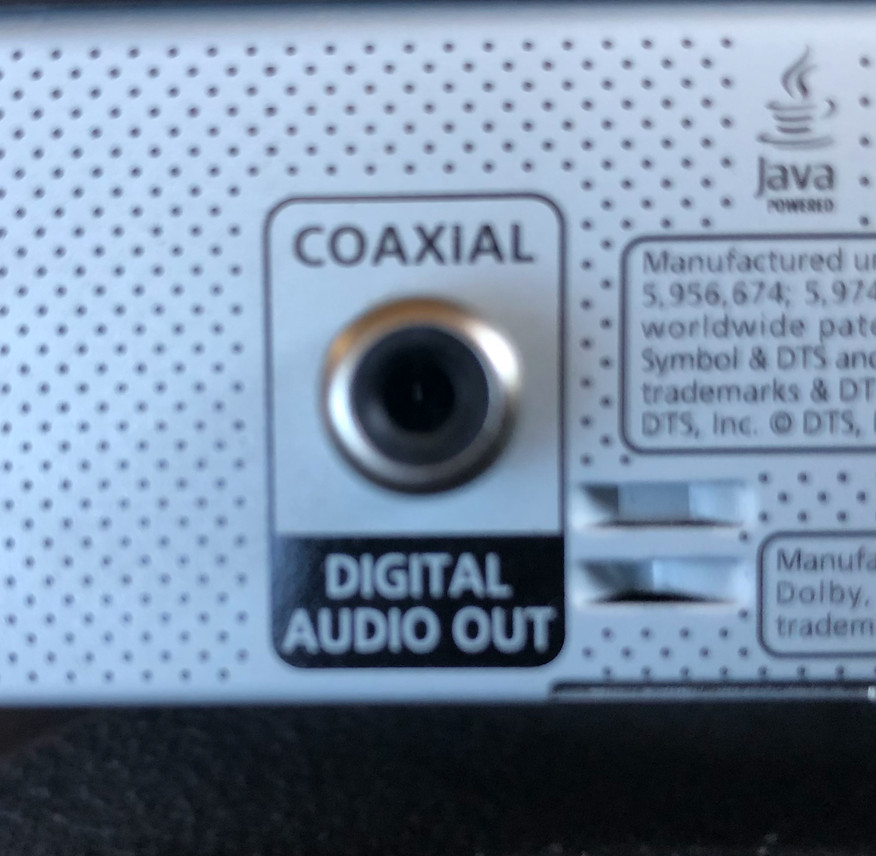 Java
POWERED
COAXIAL
Manufactured u
5,956,674; 5,974
worldwide pate
Symbol & DTS and
trademarks & DT
DTS, Inc. © DTS,
DIGITAL
AUDIO OUT
Manufa
Dolby.
tradem